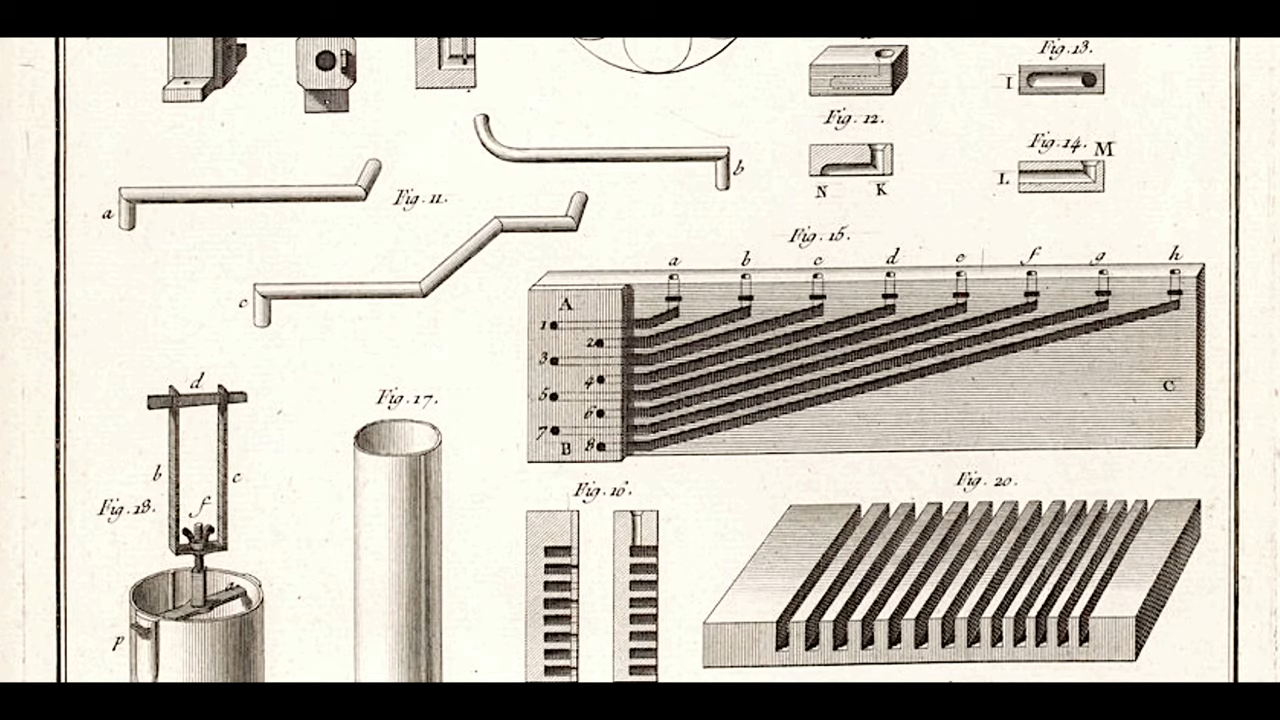 Fig. 13.
I
Fig. 12.
Fig. 14. M
N K
L
b
a
Fig. 11.
c
Fig. 15.
a b c d e f g h
A
1
2
3
4
5
6
7
B 8
C
d
Fig. 17.
b c
Fig. 18. f
P
Fig. 16.
Fig. 20.